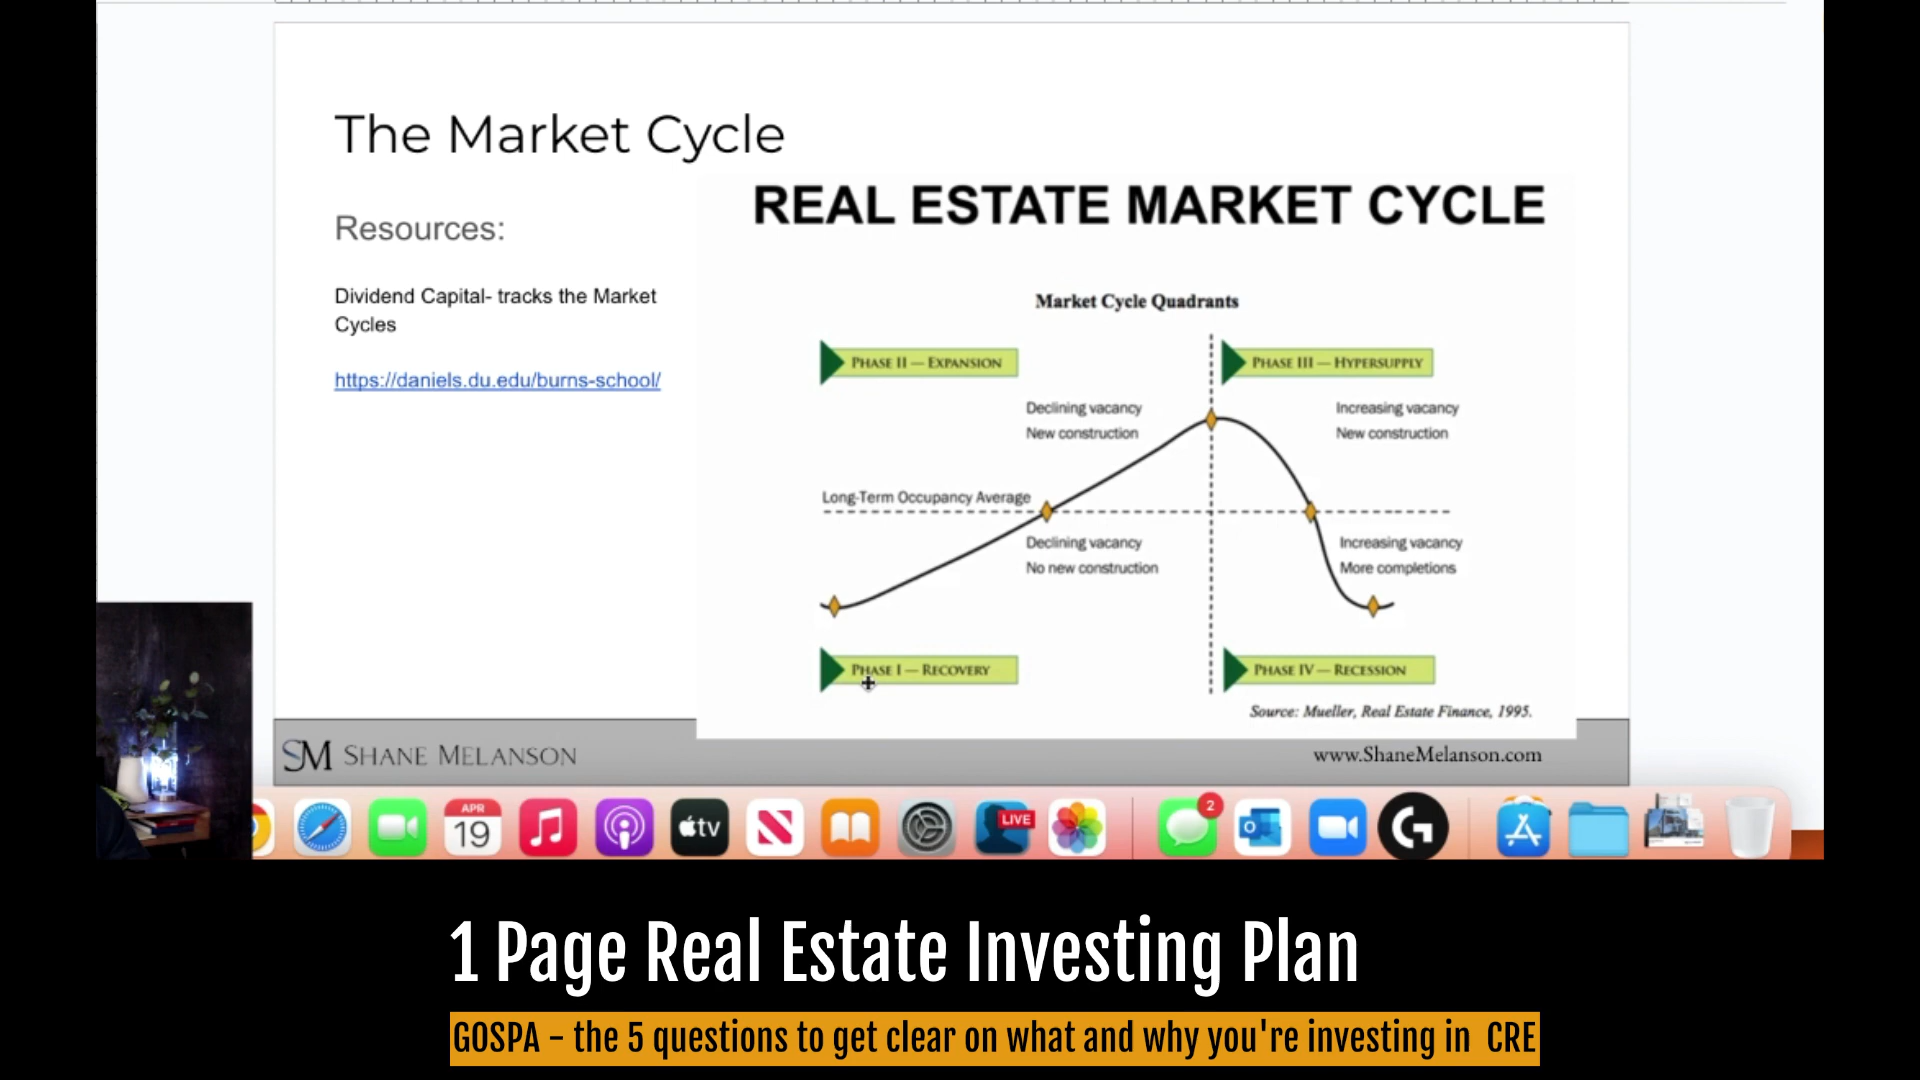 The Market Cycle
Resources:
Dividend Capital- tracks the Market
Cycles
https://daniels.du.edu/burns-school/
REAL ESTATE MARKET CYCLE
Market Cycle Quadrants
PHASE II — EXPANSION
PHASE III — HYPERSUPPLY
Declining vacancy
New construction
Increasing vacancy
New construction
Long-Term Occupancy Average
Declining vacancy
No new construction
Increasing vacancy
More completions
PHASE I — RECOVERY
PHASE IV — RECESSION
Source: Mueller, Real Estate Finance, 1995.
SM SHANE MELANSON
www.ShaneMelanson.com
APR
19
tv
LIVE
2
1 Page Real Estate Investing Plan
GOSPA - the 5 questions to get clear on what and why you're investing in CRE